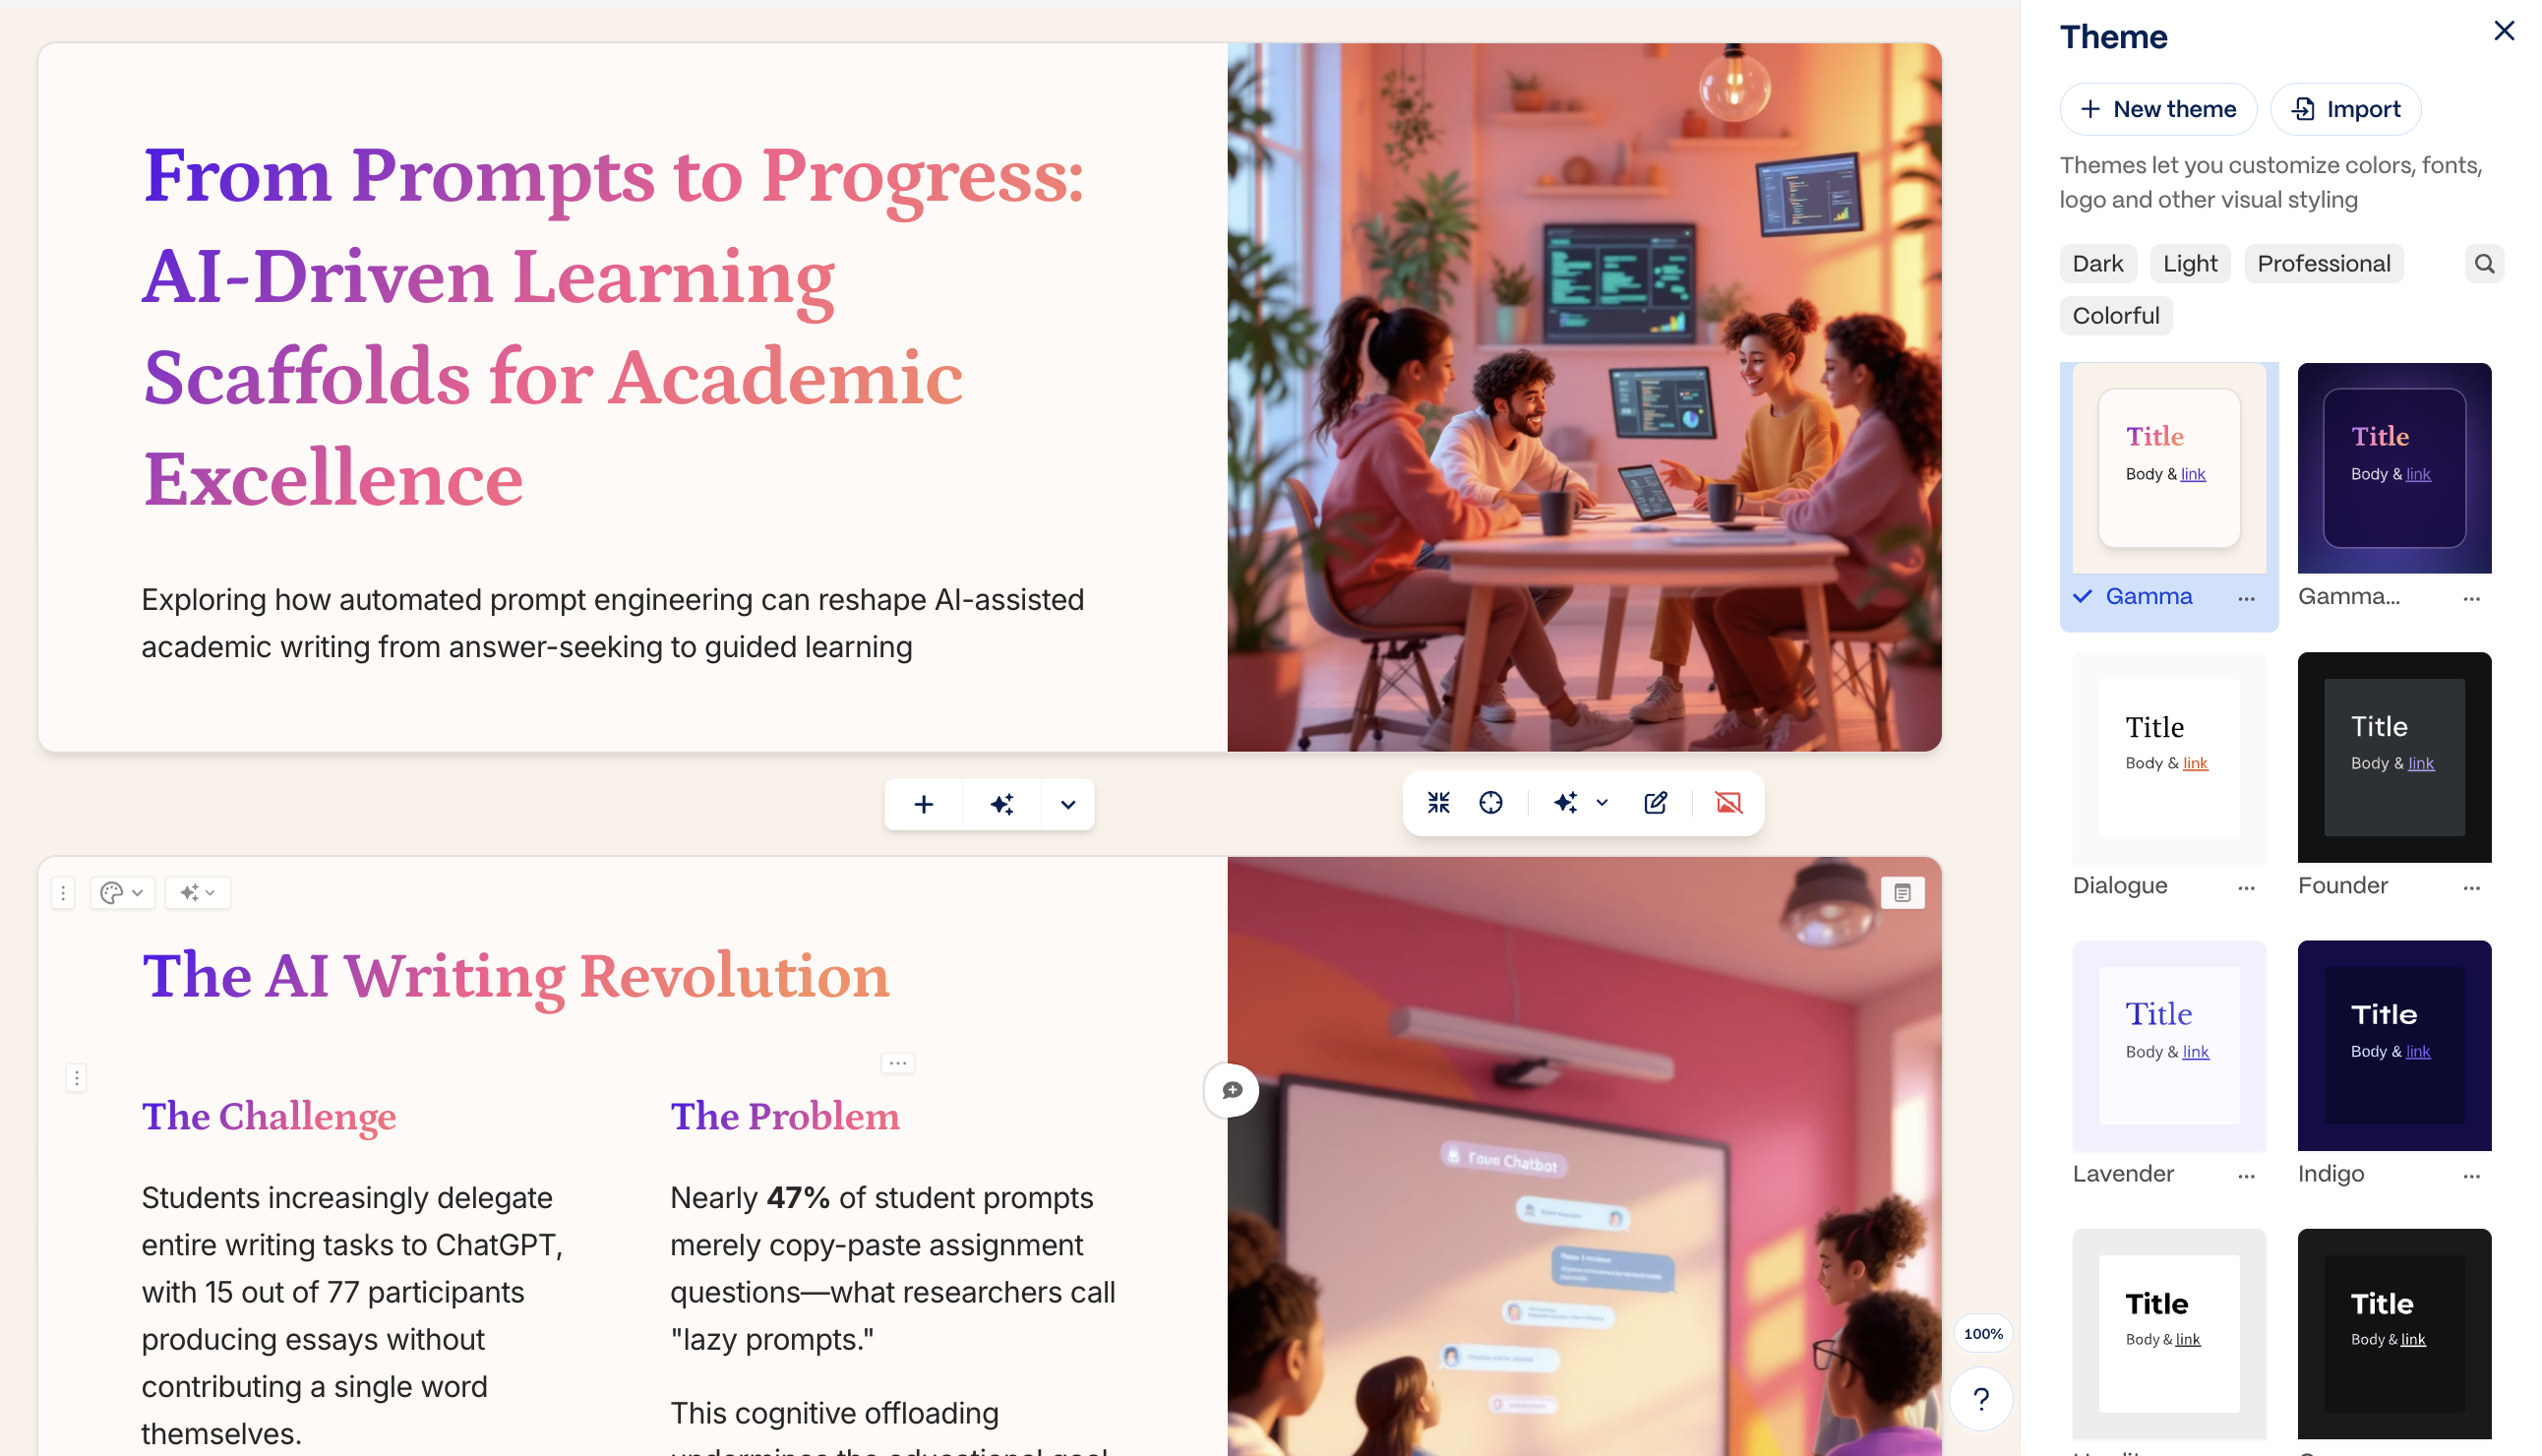 From Prompts to Progress:
AI-Driven Learning
Scaffolds for Academic
Excellence
Exploring how automated prompt engineering can reshape AI-assisted
academic writing from answer-seeking to guided learning
The AI Writing Revolution
The Challenge
Students increasingly delegate
entire writing tasks to ChatGPT,
with 15 out of 77 participants
producing essays without
contributing a single word
themselves.
The Problem
Nearly 47% of student prompts
merely copy-paste assignment
questions—what researchers call
"lazy prompts."
This cognitive offloading
Chatbot
100%
?
Theme
New theme
Import
Themes let you customize colors, fonts,
logo and other visual styling
Dark
Light
Professional
Colorful
Title
Body & link
Gamma
Title
Body & link
Gamma...
Title
Body & link
Dialogue
Title
Body & link
Founder
Title
Body & link
Lavender
Title
Body & link
Indigo
Title
Body & link
Title
Body & link